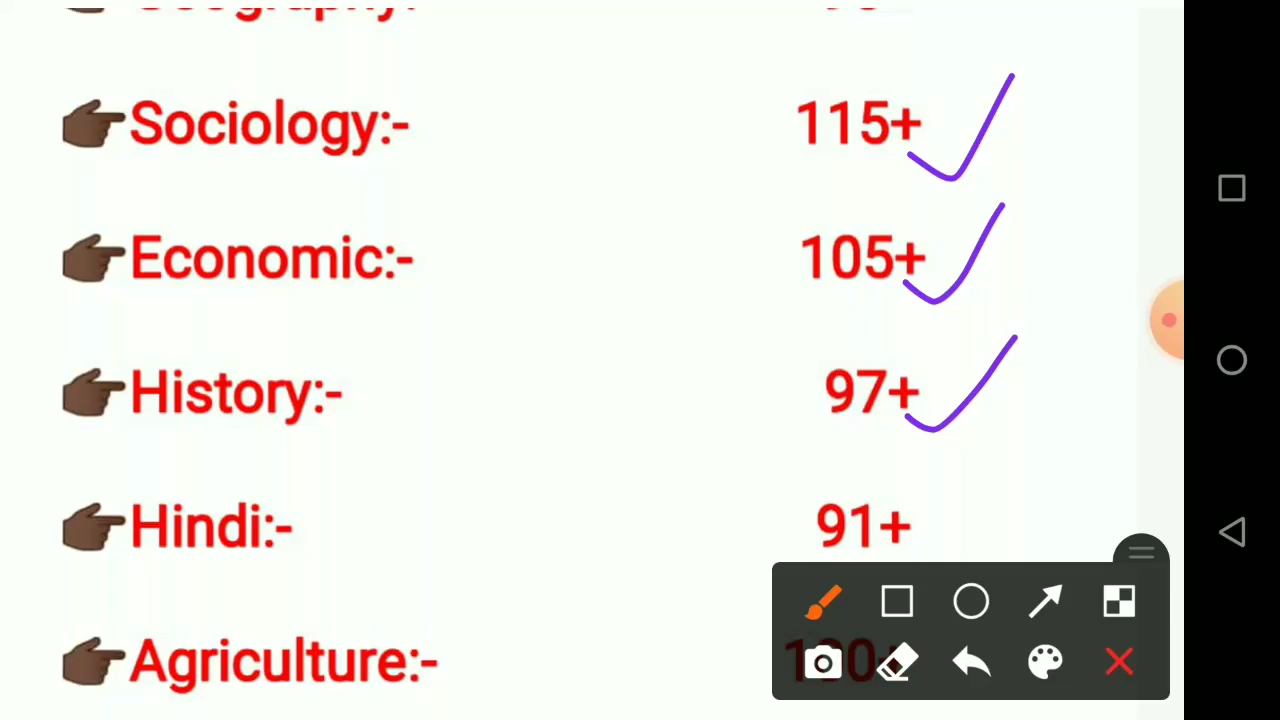 Sociology:- 115+
Economic:- 105+
History:- 97+
Hindi:- 91+
Agriculture:-